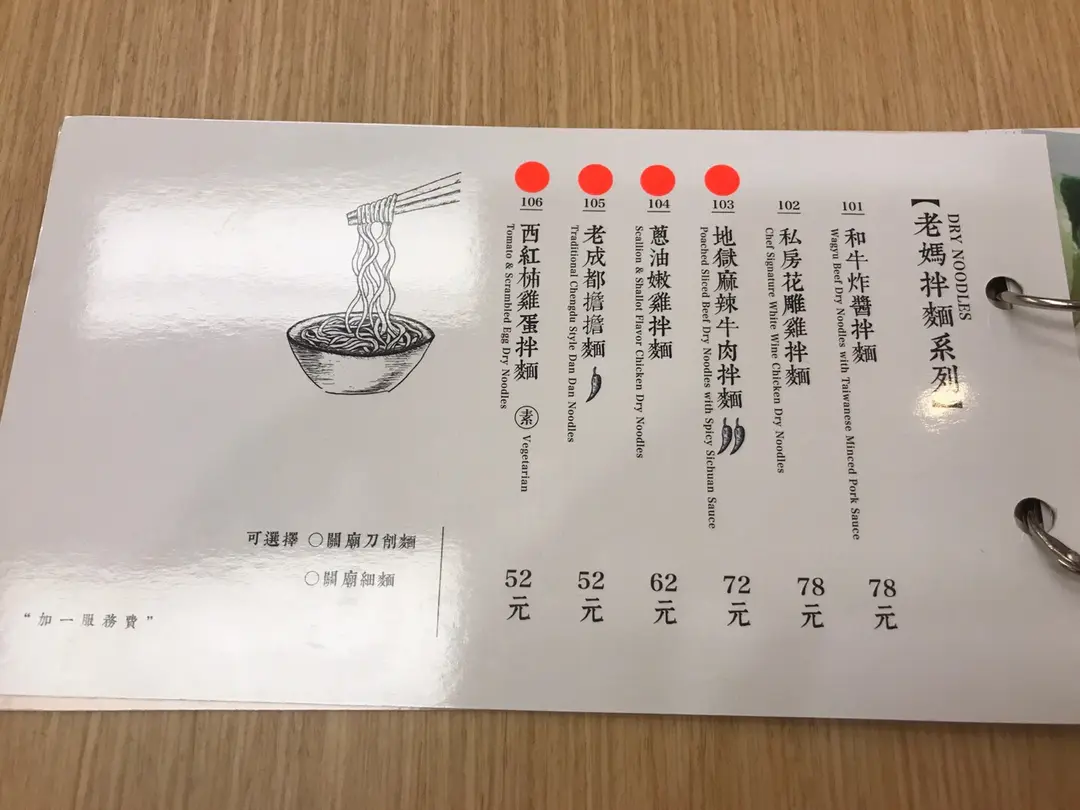 【老媽拌麵系列】
DRY NOODLES
101
和牛炸醬拌麵
Wagyu Beef Dry Noodles with Taiwanese Minced Pork Sauce
78元
102
私房花雕雞拌麵
Chef Signature White Wine Chicken Dry Noodles
78元
103
地獄麻辣牛肉拌麵
Poached Sliced Beef Dry Noodles with Spicy Sichuan Sauce
72元
104
蔥油嫩雞拌麵
Scallion & Shallot Flavor Chicken Dry Noodles
62元
105
老成都擔擔麵
Traditional Chengdu Style Dan Dan Noodles
52元
106
西紅柿雞蛋拌麵 素 Vegetarian
Tomato & Scrambled Egg Dry Noodles
52元
可選擇 ○關廟刀削麵
○關廟細麵
“加一服務費”